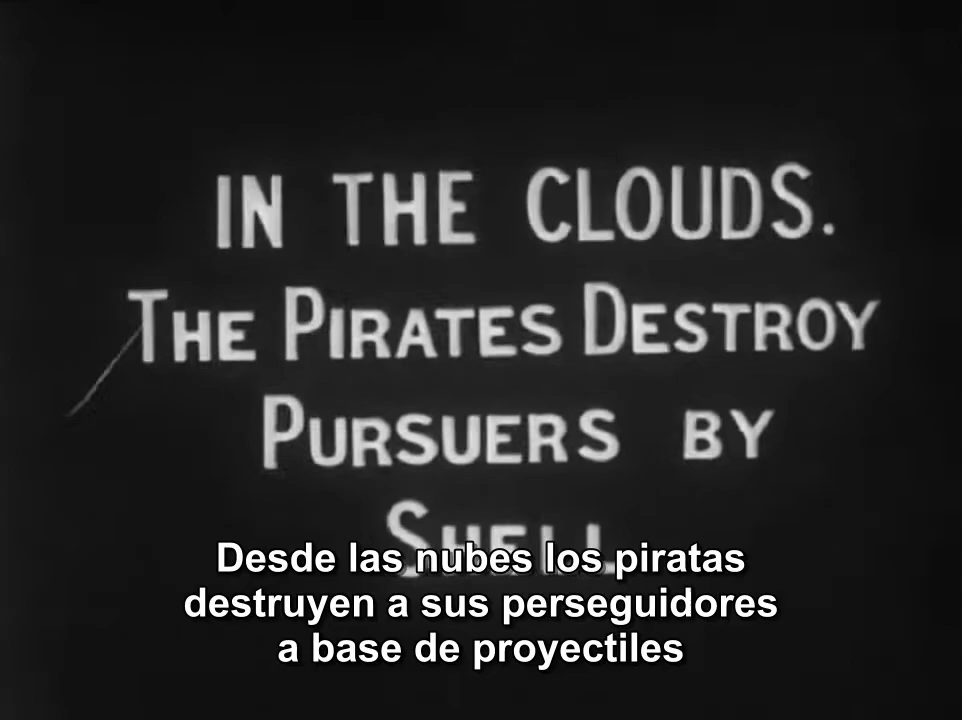 IN THE CLOUDS.
THE PIRATES DESTROY
PURSUERS BY
SHELL
Desde las nubes los piratas
destruyen a sus perseguidores
a base de proyectiles